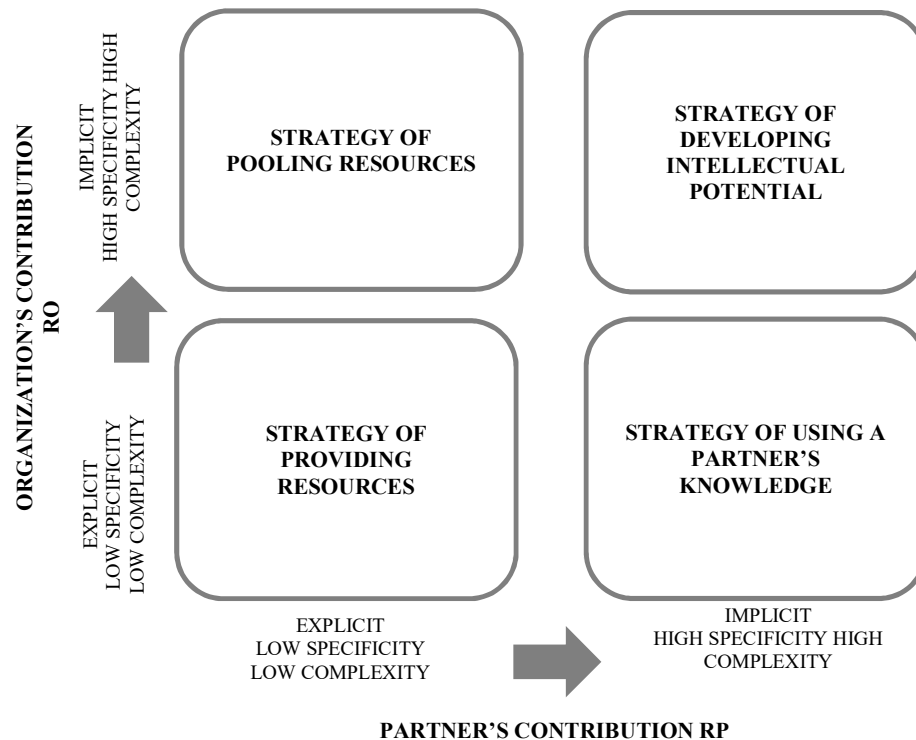 ORGANIZATION'S CONTRIBUTION
RO
IMPLICIT
HIGH SPECIFICITY HIGH
COMPLEXITY
STRATEGY OF
POOLING RESOURCES
STRATEGY OF
DEVELOPING
INTELLECTUAL
POTENTIAL
EXPLICIT
LOW SPECIFICITY
LOW COMPLEXITY
STRATEGY OF
PROVIDING
RESOURCES
STRATEGY OF USING A
PARTNER'S
KNOWLEDGE
EXPLICIT
LOW SPECIFICITY
LOW COMPLEXITY
IMPLICIT
HIGH SPECIFICITY HIGH
COMPLEXITY
PARTNER'S CONTRIBUTION RP